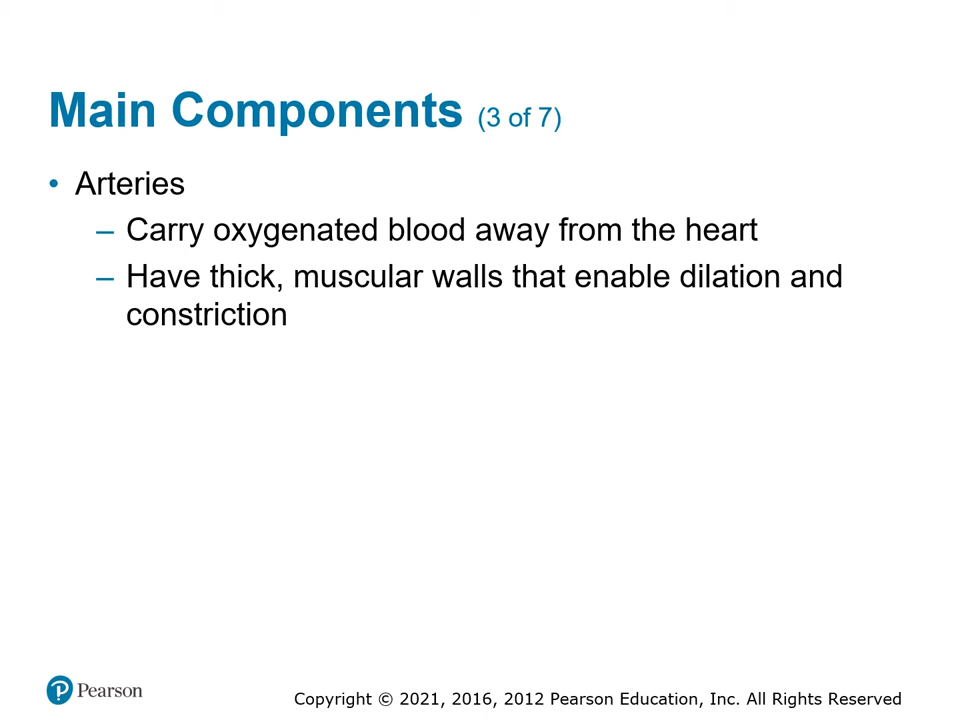 Main Components (3 of 7)
• Arteries
– Carry oxygenated blood away from the heart
– Have thick, muscular walls that enable dilation and
constriction
Pearson
Copyright © 2021, 2016, 2012 Pearson Education, Inc. All Rights Reserved